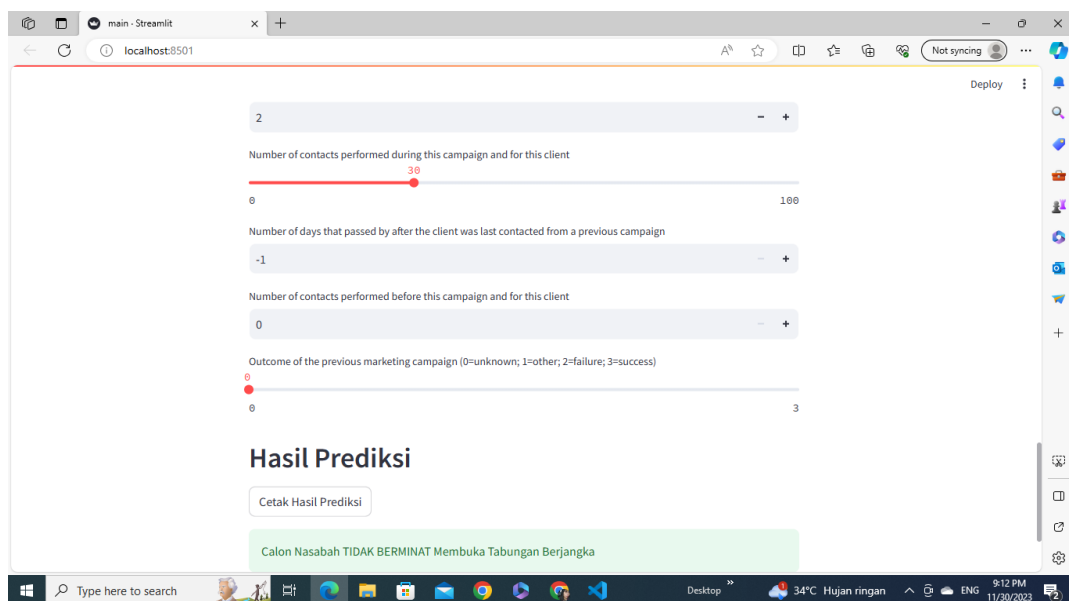 main - Streamlit
localhost:8501
Not syncing
Deploy
2
Number of contacts performed during this campaign and for this client
30
0
100
Number of days that passed by after the client was last contacted from a previous campaign
-1
Number of contacts performed before this campaign and for this client
0
Outcome of the previous marketing campaign (0=unknown; 1=other; 2=failure; 3=success)
0
0
3
Hasil Prediksi
Cetak Hasil Prediksi
Calon Nasabah TIDAK BERMINAT Membuka Tabungan Berjangka
Type here to search
Desktop
34°C Hujan ringan
ENG
9:12 PM
11/30/2023